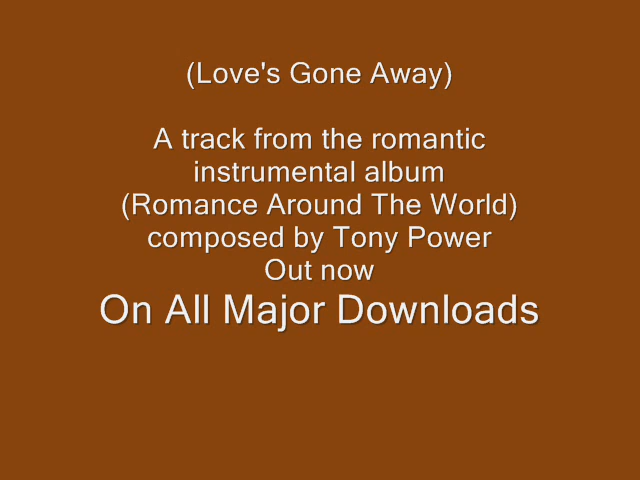 (Love's Gone Away)
A track from the romantic
instrumental album
(Romance Around The World)
composed by Tony Power
Out now
On All Major Downloads